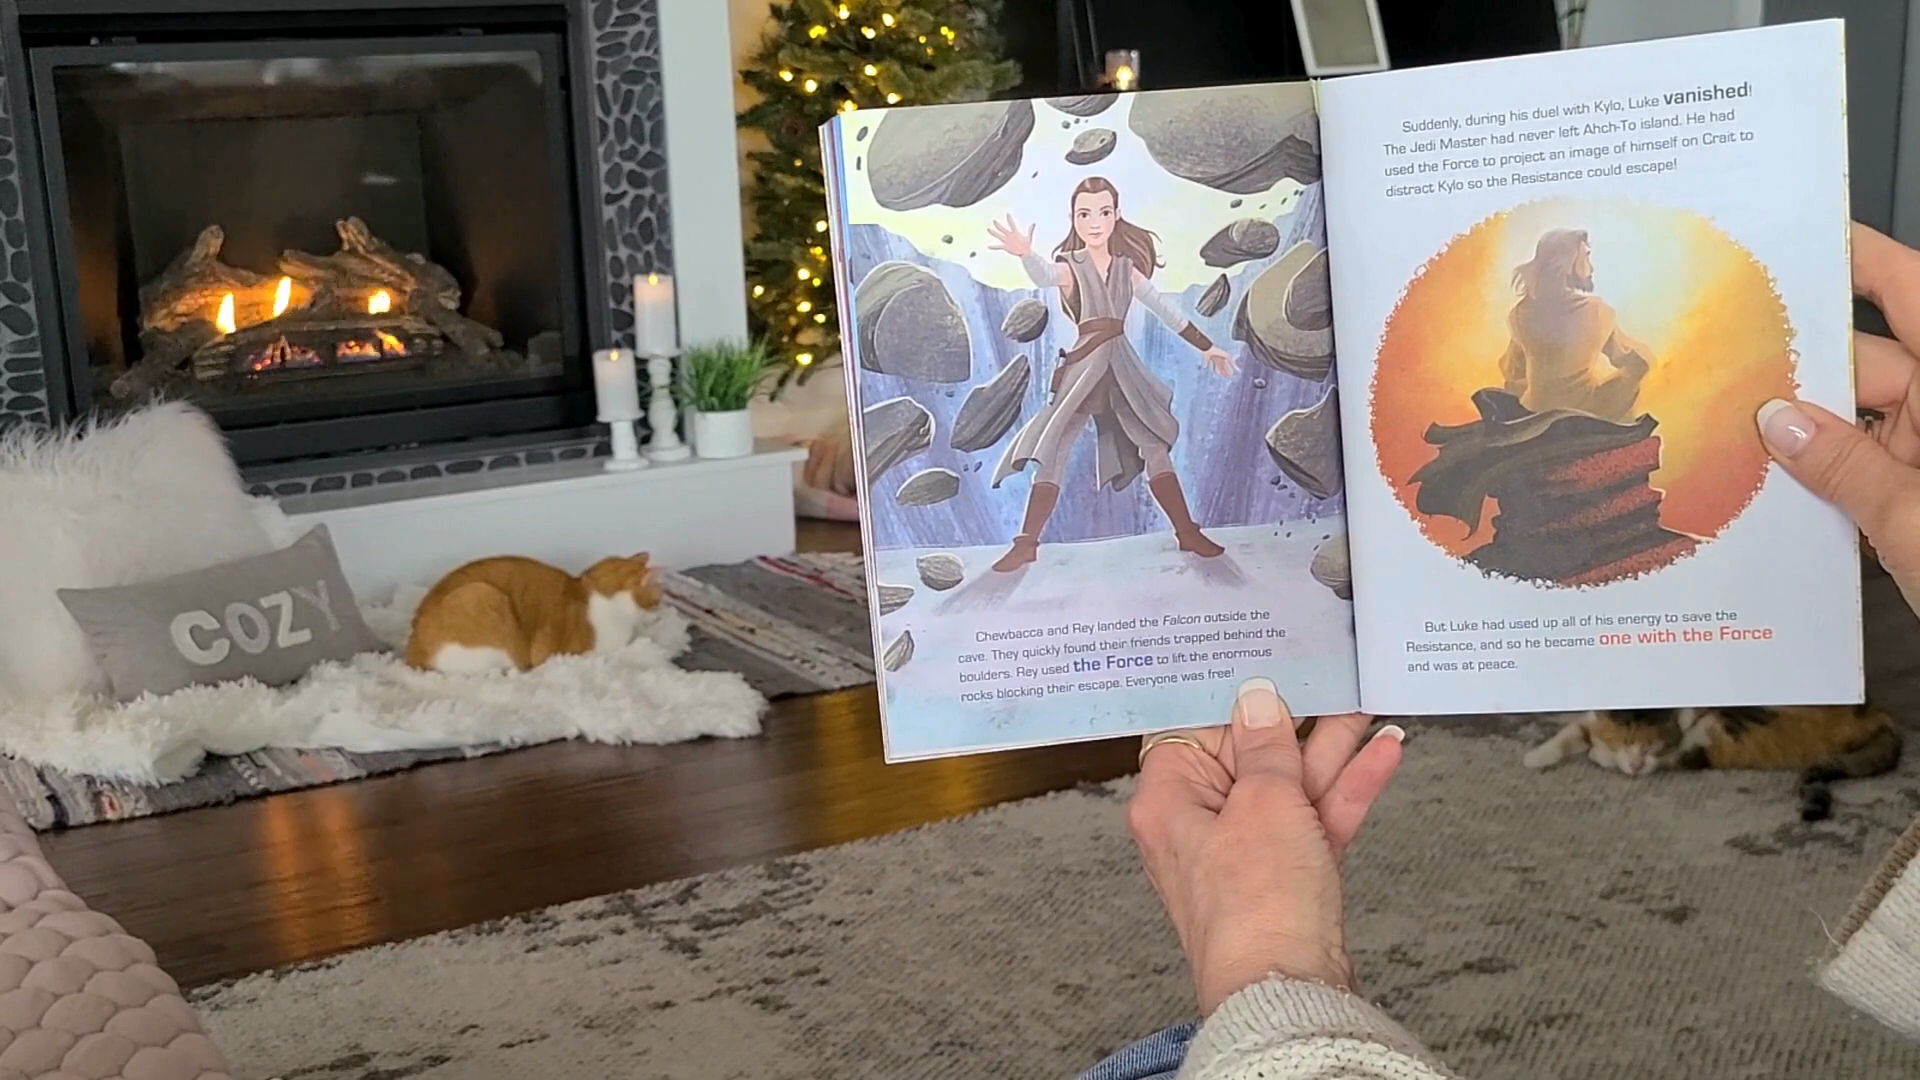 COZY
Chewbacca and Rey landed the Falcon outside the
cave. They quickly found their friends trapped behind the
boulders. Rey used the Force to lift the enormous
rocks blocking their escape. Everyone was free!
Suddenly, during his duel with Kylo, Luke vanished!
The Jedi Master had never left Ahch-To island. He had
used the Force to project an image of himself on Crait to
distract Kylo so the Resistance could escape!
But Luke had used up all of his energy to save the
Resistance, and so he became one with the Force
and was at peace.